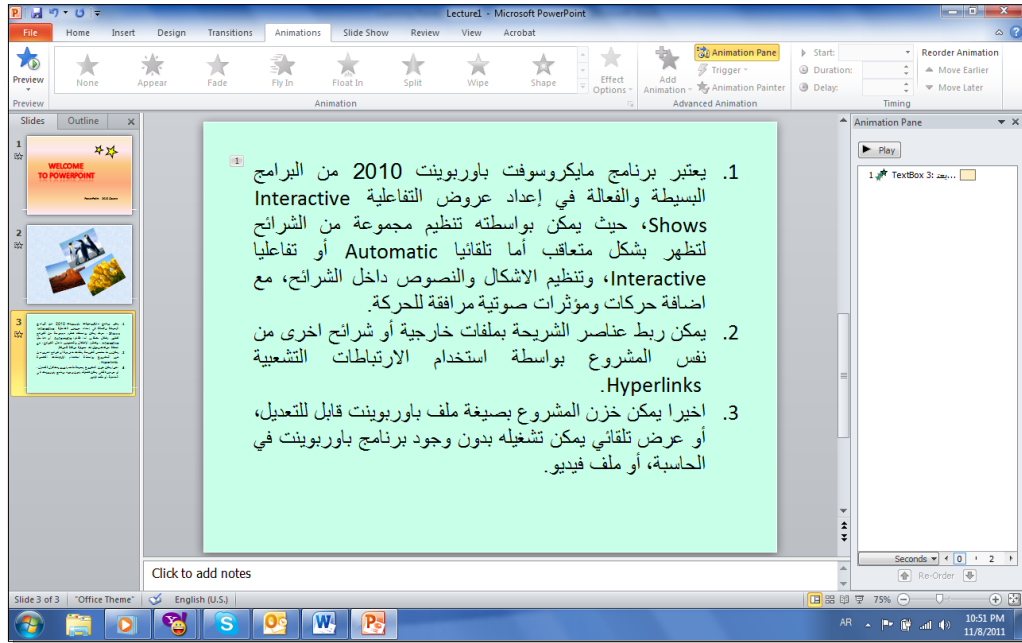 Lecture1 - Microsoft PowerPoint
File Home Insert Design Transitions Animations Slide Show Review View Acrobat
Preview
None Appear Fade Fly In Float In Split Wipe Shape
Effect Options
Add Animation
Animation Pane
Trigger
Animation Painter
Start:
Duration:
Delay:
Reorder Animation
Move Earlier
Move Later
Preview Animation Advanced Animation Timing
Slides Outline
1
WELCOME
TO POWERPOINT
2
3
1
1. يعتبر برنامج مايكروسوفت باوربوينت 2010 من البرامج
البسيطة والفعالة في إعداد عروض التفاعلية Interactive
Shows، حيث يمكن بواسطته تنظيم مجموعة من الشرائح
لتظهر بشكل متعاقب أما تلقائيا Automatic أو تفاعليا
Interactive، وتنظيم الاشكال والنصوص داخل الشرائح، مع
اضافة حركات ومؤثرات صوتية مرافقة للحركة.
2. يمكن ربط عناصر الشريحة بملفات خارجية أو شرائح اخرى من
نفس المشروع بواسطة استخدام الارتباطات التشعبية
Hyperlinks.
3. اخيرا يمكن خزن المشروع بصيغة ملف باوربوينت قابل للتعديل،
أو عرض تلقائي يمكن تشغيله بدون وجود برنامج باوربوينت في
الحاسبة، أو ملف فيديو.
Animation Pane
Play
1 TextBox 3: يعت...
Seconds 0 2
Re-Order
Click to add notes
Slide 3 of 3 "Office Theme" English (U.S.) 75%
AR
10:51 PM
11/8/2011